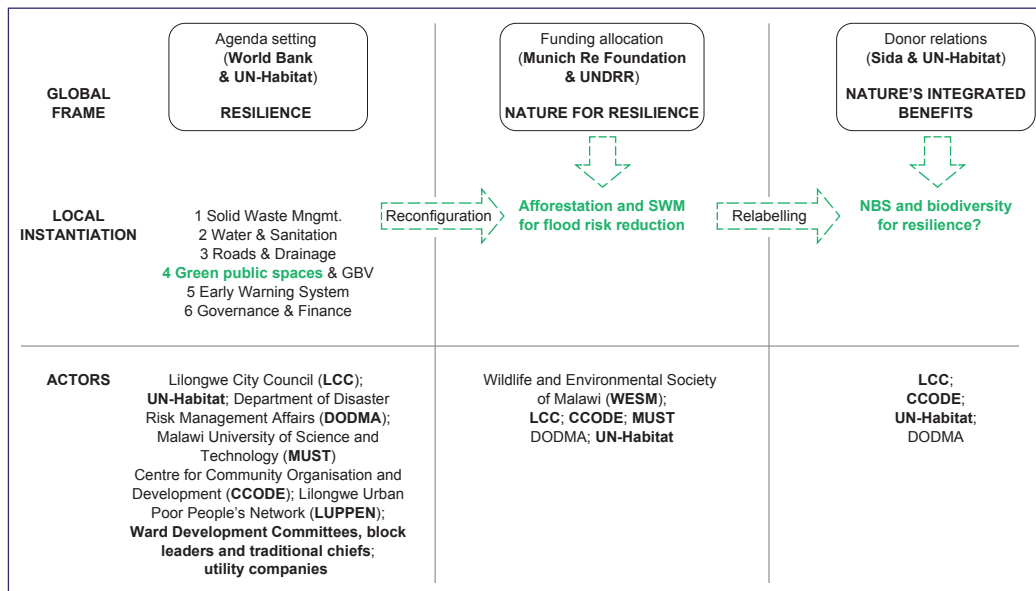 GLOBAL
FRAME
Agenda setting
(World Bank
& UN-Habitat)
RESILIENCE
Funding allocation
(Munich Re Foundation
& UNDRR)
NATURE FOR RESILIENCE
Donor relations
(Sida & UN-Habitat)
NATURE'S INTEGRATED
BENEFITS
LOCAL
INSTANTIATION
1 Solid Waste Mngmt.
2 Water & Sanitation
3 Roads & Drainage
4 Green public spaces & GBV
5 Early Warning System
6 Governance & Finance
Reconfiguration
Afforestation and SWM
for flood risk reduction
Relabelling
NBS and biodiversity
for resilience?
ACTORS
Lilongwe City Council (LCC);
UN-Habitat; Department of Disaster
Risk Management Affairs (DODMA);
Malawi University of Science and
Technology (MUST)
Centre for Community Organisation and
Development (CCODE); Lilongwe Urban
Poor People's Network (LUPPEN);
Ward Development Committees, block
leaders and traditional chiefs;
utility companies
Wildlife and Environmental Society
of Malawi (WESM);
LCC; CCODE; MUST
DODMA; UN-Habitat
LCC;
CCODE;
UN-Habitat;
DODMA